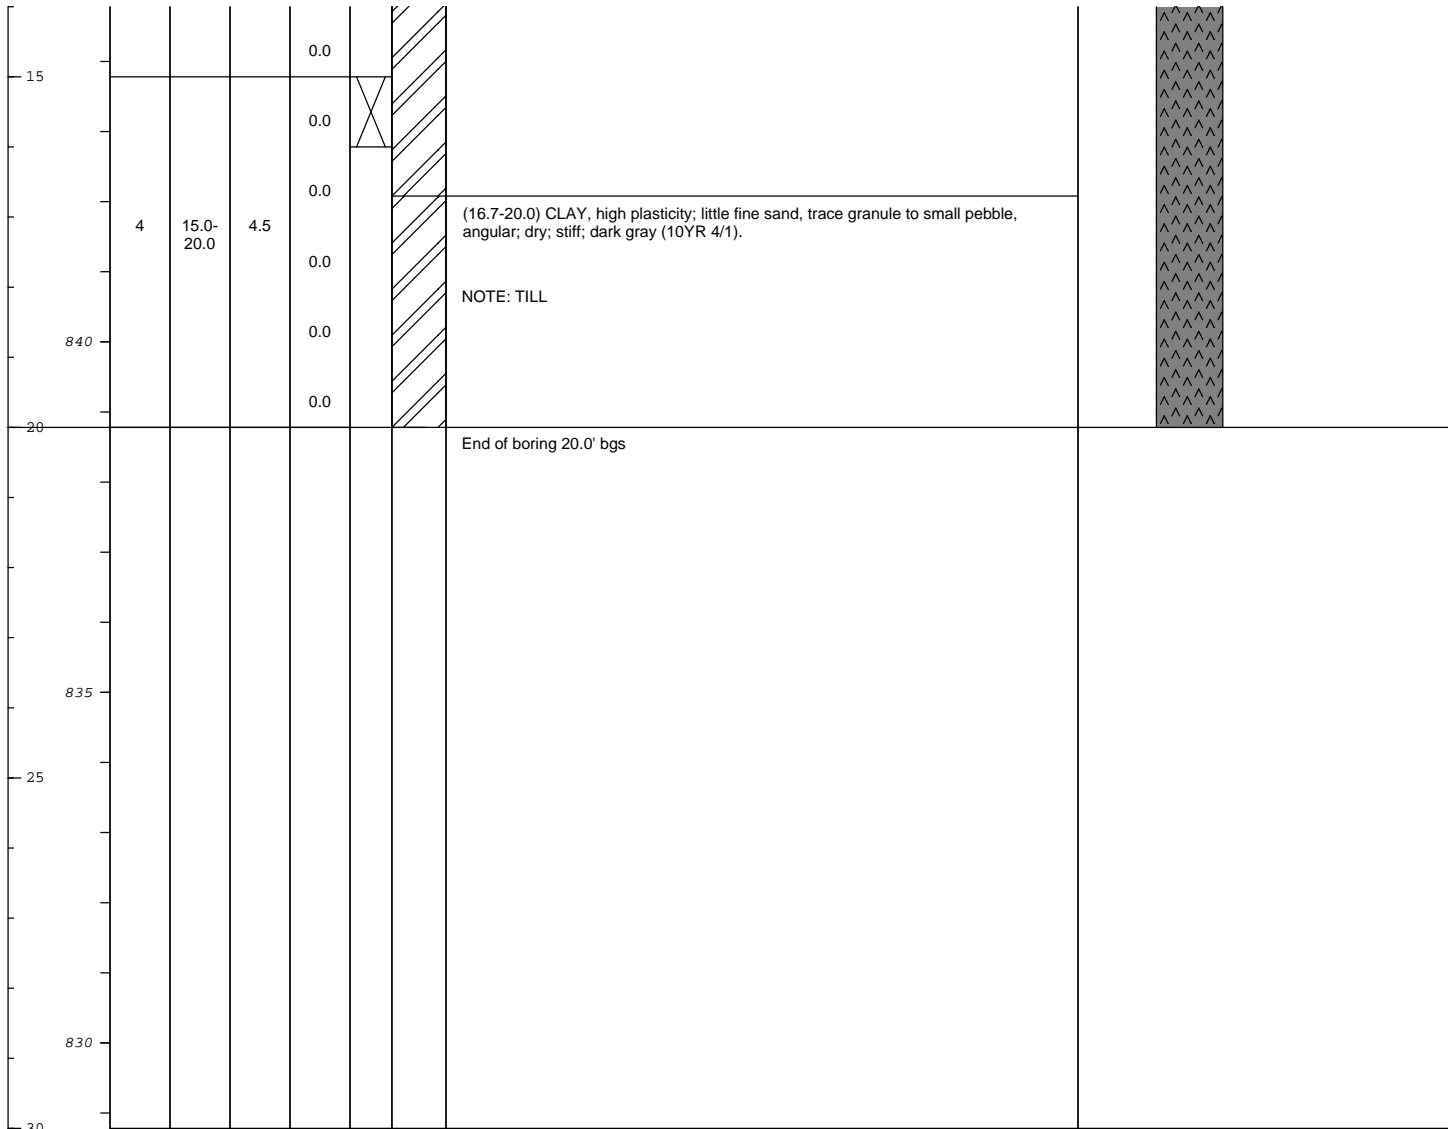 0.0
15
0.0
0.0
(16.7-20.0) CLAY, high plasticity; little fine sand, trace granule to small pebble,
4 15.0- 4.5
20.0
angular; dry; stiff; dark gray (10YR 4/1).
0.0
NOTE: TILL
0.0
840
0.0
20
End of boring 20.0' bgs
835
25
830
30